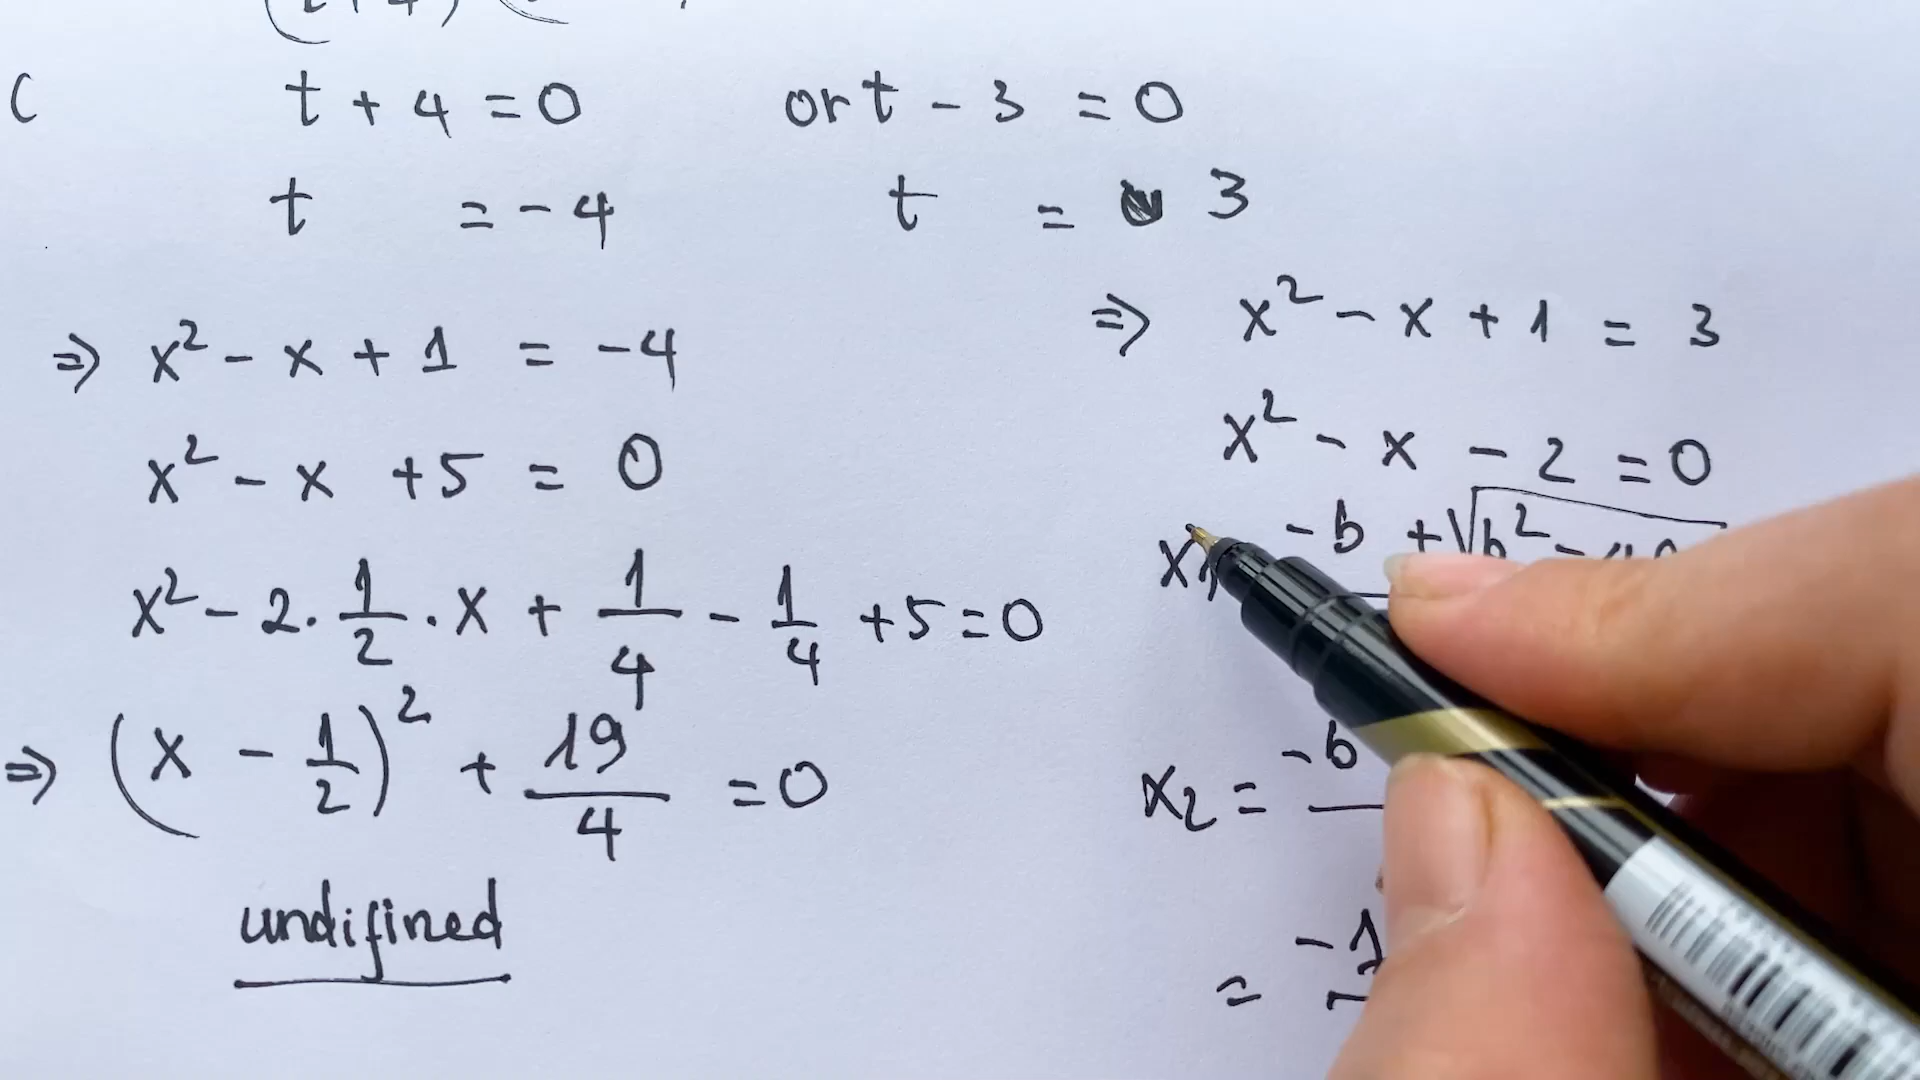 C t + 4 = 0 or t - 3 = 0
t = -4 t = 3
⇒ x² - x + 1 = -4
x² - x + 5 = 0
x² - 2 · 1/2 · x + 1/4 - 1/4 + 5 = 0
⇒ (x - 1/2)² + 19/4 = 0
undifined
⇒ x² - x + 1 = 3
x² - x - 2 = 0
-b + √b² -
x₂ = -b